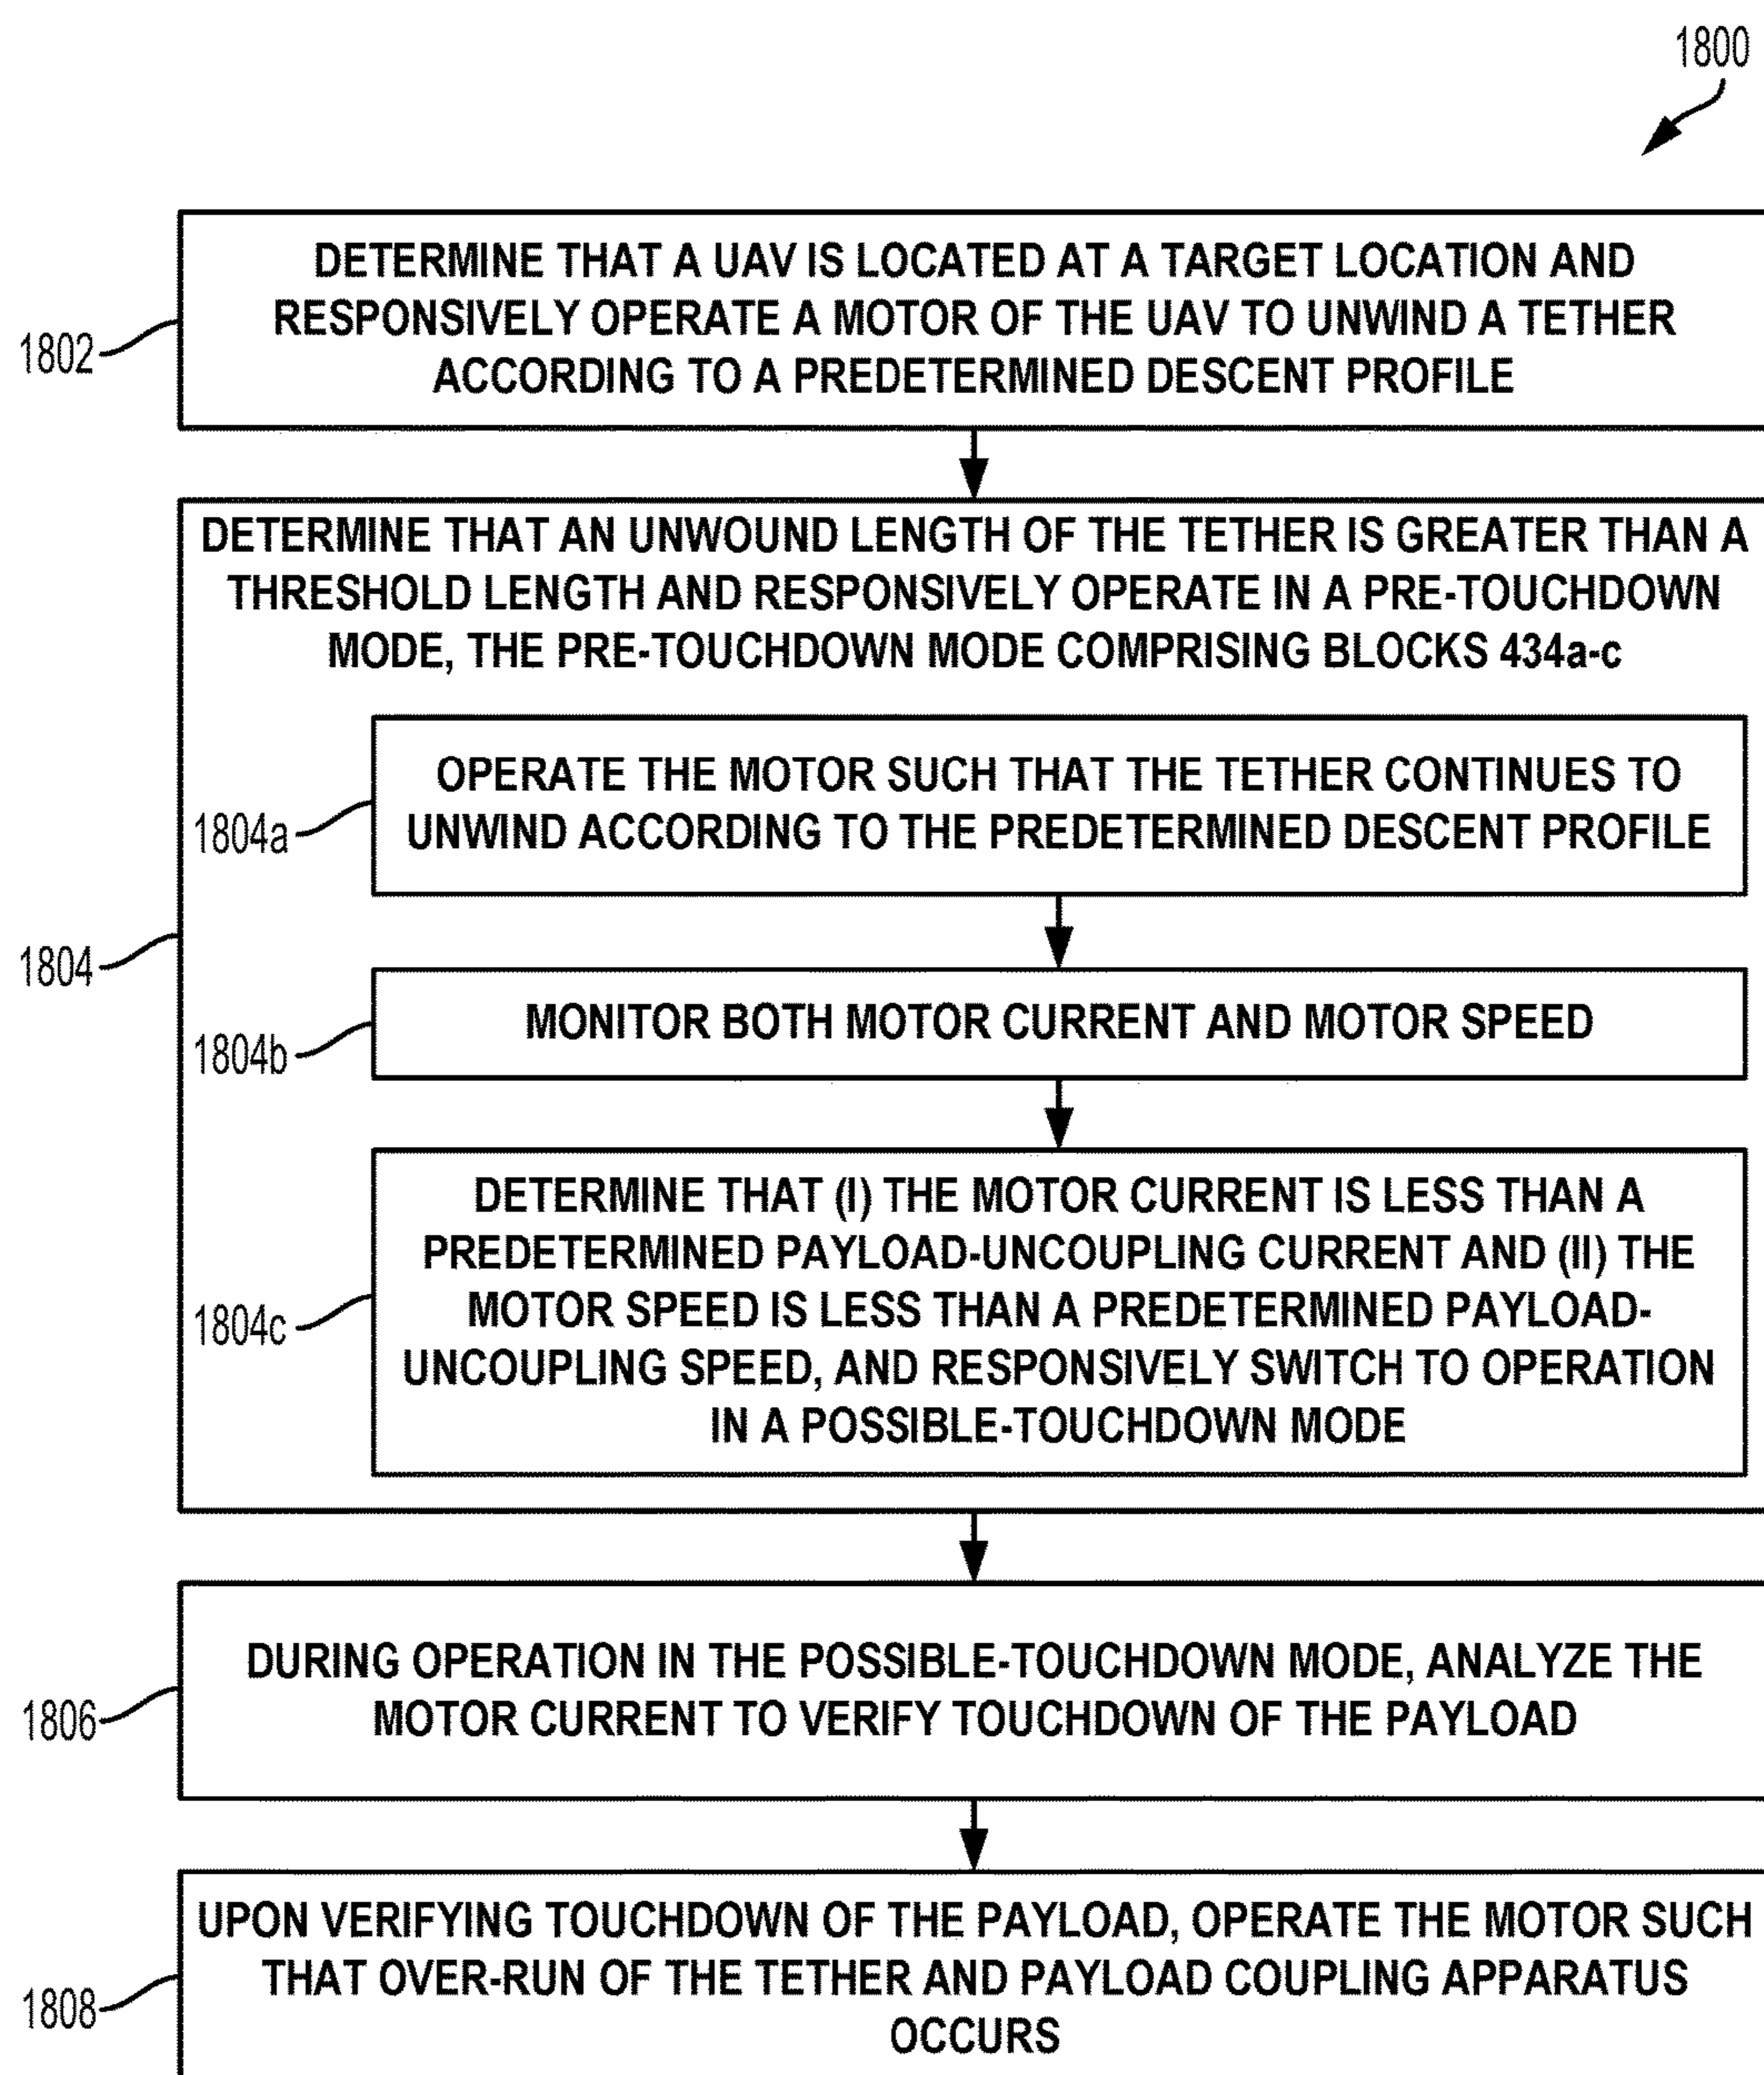 1800
DETERMINE THAT A UAV IS LOCATED AT A TARGET LOCATION AND
RESPONSIVELY OPERATE A MOTOR OF THE UAV TO UNWIND A TETHER
ACCORDING TO A PREDETERMINED DESCENT PROFILE
1802
DETERMINE THAT AN UNWOUND LENGTH OF THE TETHER IS GREATER THAN A
THRESHOLD LENGTH AND RESPONSIVELY OPERATE IN A PRE-TOUCHDOWN
MODE, THE PRE-TOUCHDOWN MODE COMPRISING BLOCKS 434a-c
OPERATE THE MOTOR SUCH THAT THE TETHER CONTINUES TO
UNWIND ACCORDING TO THE PREDETERMINED DESCENT PROFILE
1804a
1804
MONITOR BOTH MOTOR CURRENT AND MOTOR SPEED
1804b
DETERMINE THAT (I) THE MOTOR CURRENT IS LESS THAN A
PREDETERMINED PAYLOAD-UNCOUPLING CURRENT AND (II) THE
MOTOR SPEED IS LESS THAN A PREDETERMINED PAYLOAD-
UNCOUPLING SPEED, AND RESPONSIVELY SWITCH TO OPERATION
IN A POSSIBLE-TOUCHDOWN MODE
1804c
DURING OPERATION IN THE POSSIBLE-TOUCHDOWN MODE, ANALYZE THE
MOTOR CURRENT TO VERIFY TOUCHDOWN OF THE PAYLOAD
1806
UPON VERIFYING TOUCHDOWN OF THE PAYLOAD, OPERATE THE MOTOR SUCH
THAT OVER-RUN OF THE TETHER AND PAYLOAD COUPLING APPARATUS
OCCURS
1808